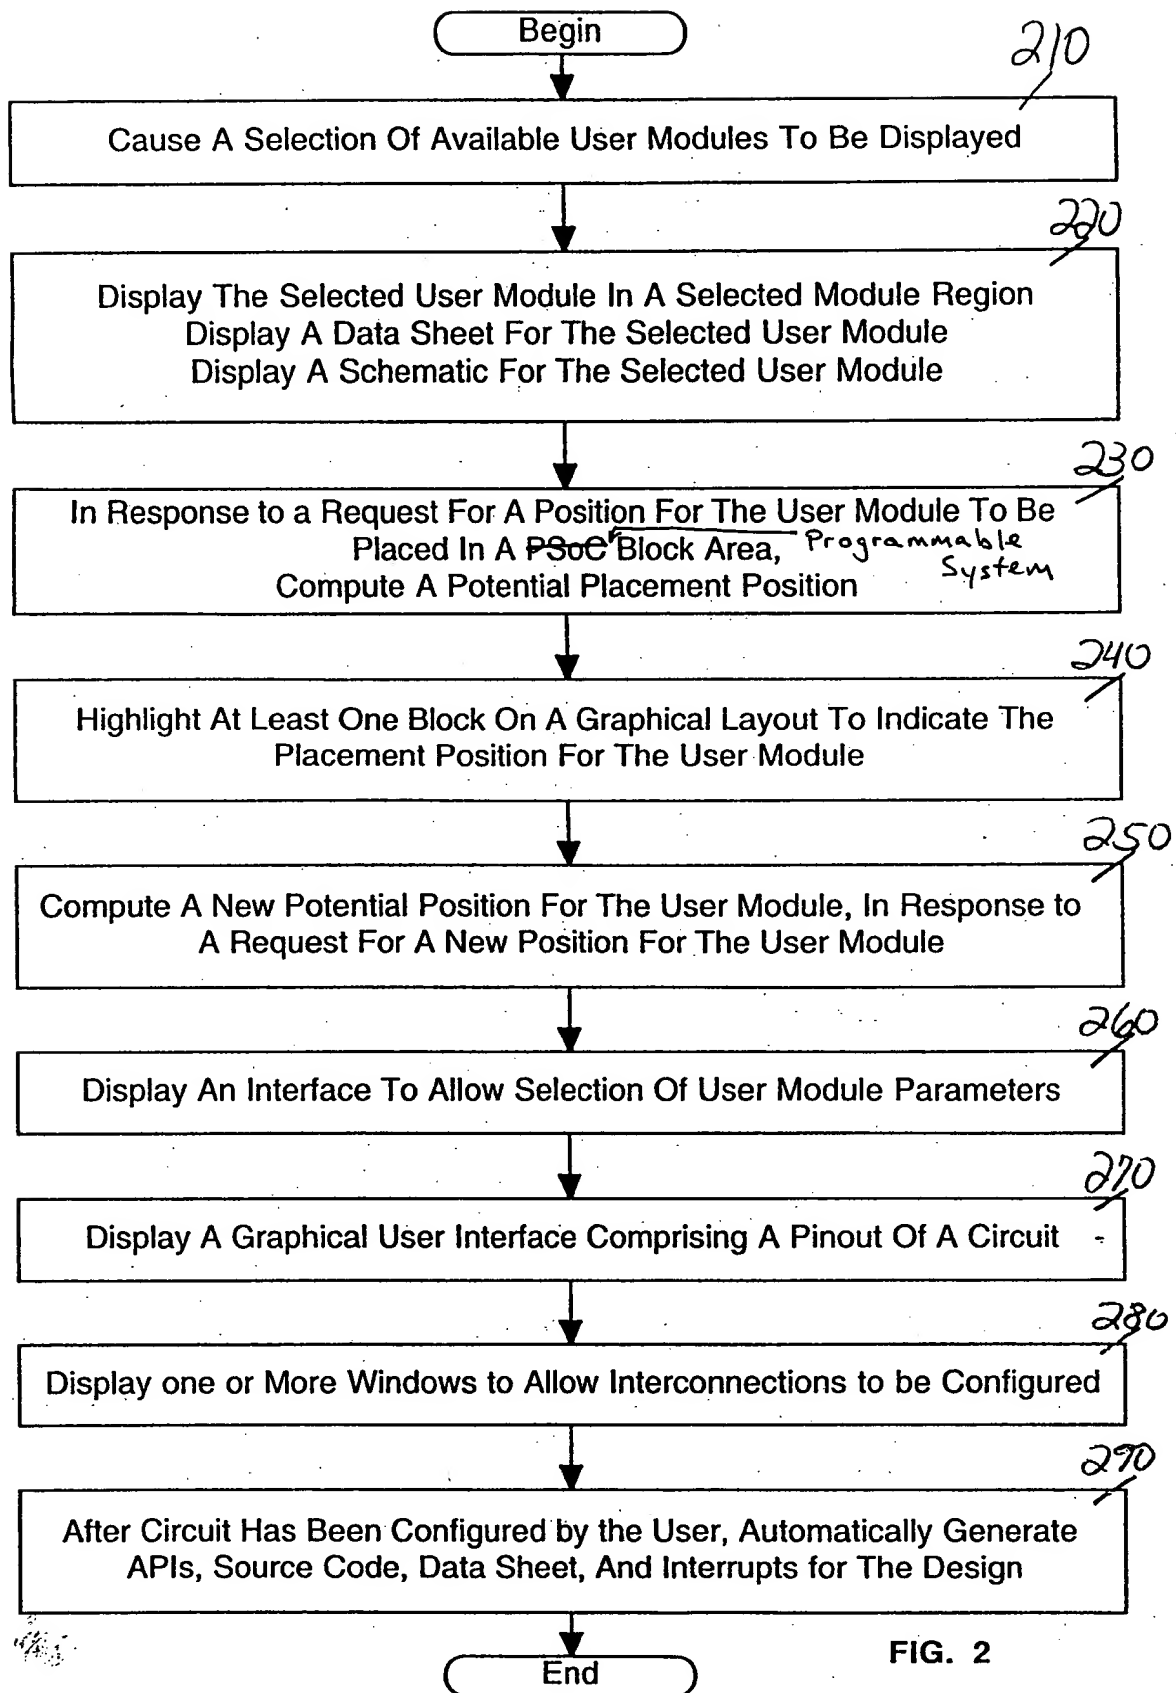 Begin
210
Cause A Selection Of Available User Modules To Be Displayed
220
Display The Selected User Module In A Selected Module Region
Display A Data Sheet For The Selected User Module
Display A Schematic For The Selected User Module
230
In Response to a Request For A Position For The User Module To Be
Placed In A PSoC Block Area, Programmable
System
Compute A Potential Placement Position
240
Highlight At Least One Block On A Graphical Layout To Indicate The
Placement Position For The User Module
250
Compute A New Potential Position For The User Module, In Response to
A Request For A New Position For The User Module
260
Display An Interface To Allow Selection Of User Module Parameters
270
Display A Graphical User Interface Comprising A Pinout Of A Circuit
280
Display one or More Windows to Allow Interconnections to be Configured
290
After Circuit Has Been Configured by the User, Automatically Generate
APIs, Source Code, Data Sheet, And Interrupts for The Design
End
FIG. 2